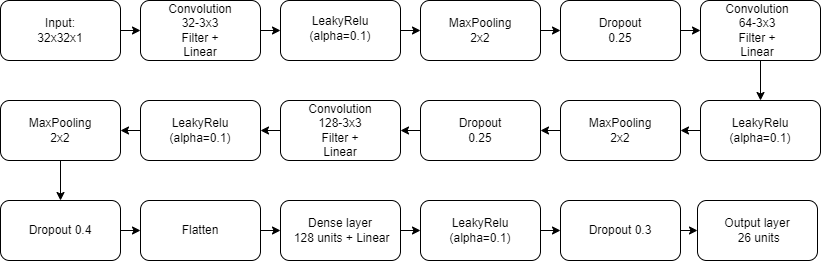 Input:
32x32x1
Convolution
32-3x3
Filter +
Linear
LeakyRelu
(alpha=0.1)
MaxPooling
2x2
Dropout
0.25
Convolution
64-3x3
Filter +
Linear
MaxPooling
2x2
LeakyRelu
(alpha=0.1)
Convolution
128-3x3
Filter +
Linear
Dropout
0.25
MaxPooling
2x2
LeakyRelu
(alpha=0.1)
Dropout 0.4
Flatten
Dense layer
128 units + Linear
LeakyRelu
(alpha=0.1)
Dropout 0.3
Output layer
26 units